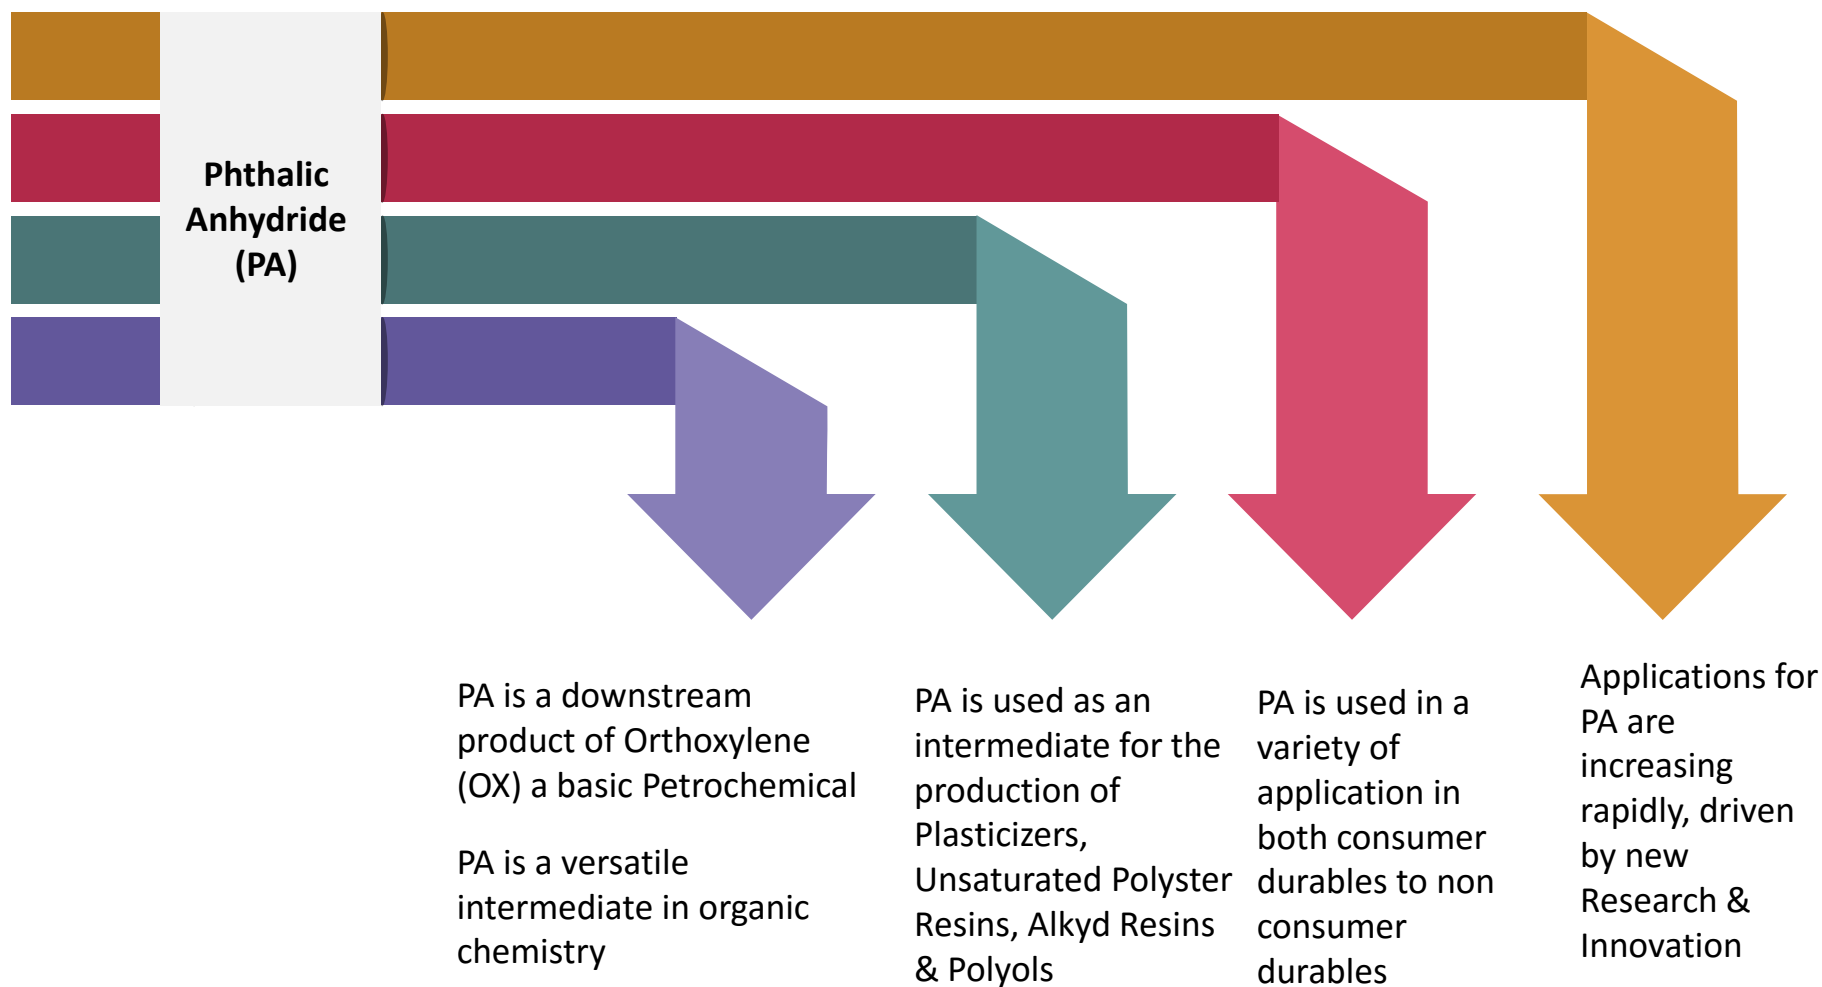 Phthalic
Anhydride
(PA)
PA is a downstream
product of Orthoxylene
(OX) a basic Petrochemical
PA is a versatile
intermediate in organic
chemistry
PA is used as an
intermediate for the
production of
Plasticizers,
Unsaturated Polyster
Resins, Alkyd Resins
& Polyols
PA is used in a
variety of
application in
both consumer
durables to non
consumer
durables
Applications for
PA are
increasing
rapidly, driven
by new
Research &
Innovation